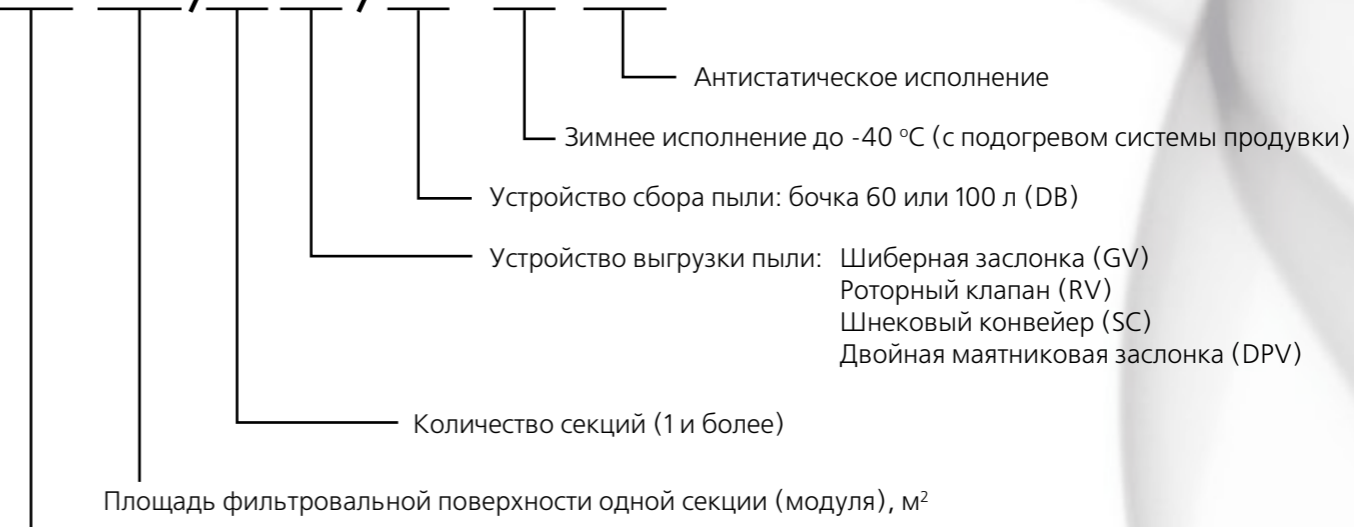 Антистатическое исполнение
Зимнее исполнение до -40 ºС (с подогревом системы продувки)
Устройство сбора пыли: бочка 60 или 100 л (DB)
Устройство выгрузки пыли: Шиберная заслонка (GV)
Роторный клапан (RV)
Шнековый конвейер (SC)
Двойная маятниковая заслонка (DPV)
Количество секций (1 и более)
Площадь фильтровальной поверхности одной секции (модуля), м²